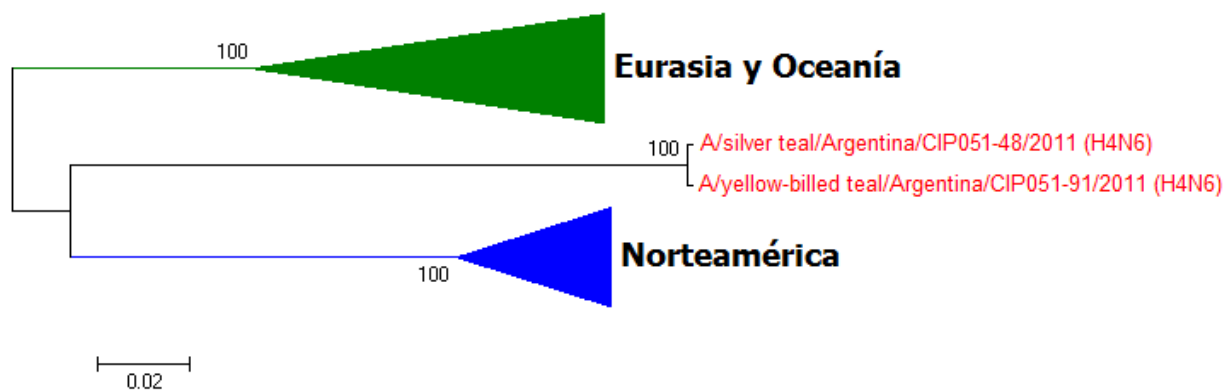 100
Eurasia y Oceanía
100
A/silver teal/Argentina/CIP051-48/2011 (H4N6)
A/yellow-billed teal/Argentina/CIP051-91/2011 (H4N6)
Norteamérica
100
0.02